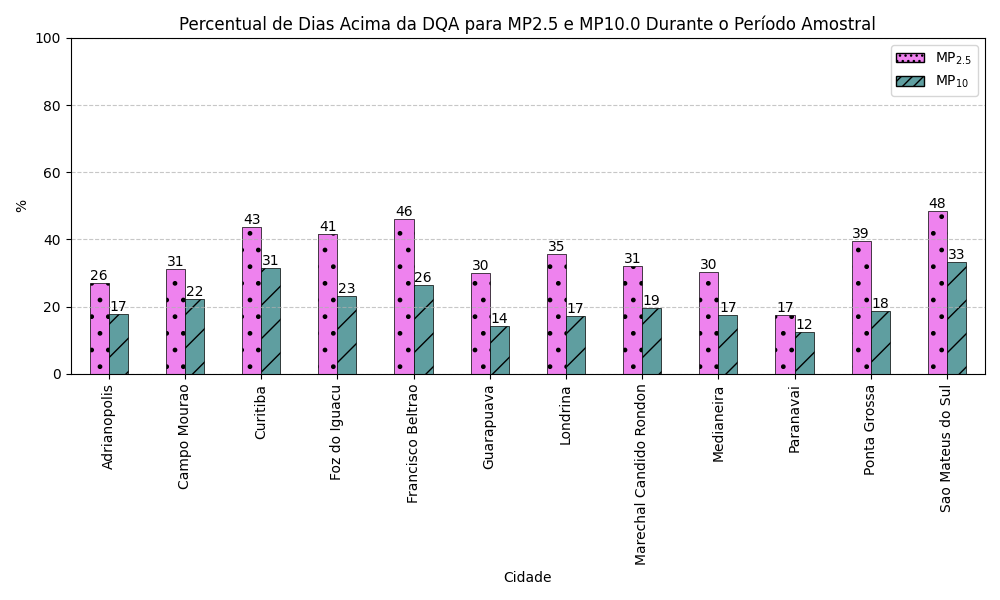 Percentual de Dias Acima da DQA para MP2.5 e MP10.0 Durante o Período Amostral
MP2.5
MP10
100
80
60
40
20
0
%
26 17 31 22 43 31 41 23 46 26 30 14 35 17 31 19 30 17 17 12 39 18 48 33
Adrianopolis
Campo Mourao
Curitiba
Foz do Iguacu
Francisco Beltrao
Guarapuava
Londrina
Marechal Candido Rondon
Medianeira
Paranavai
Ponta Grossa
Sao Mateus do Sul
Cidade